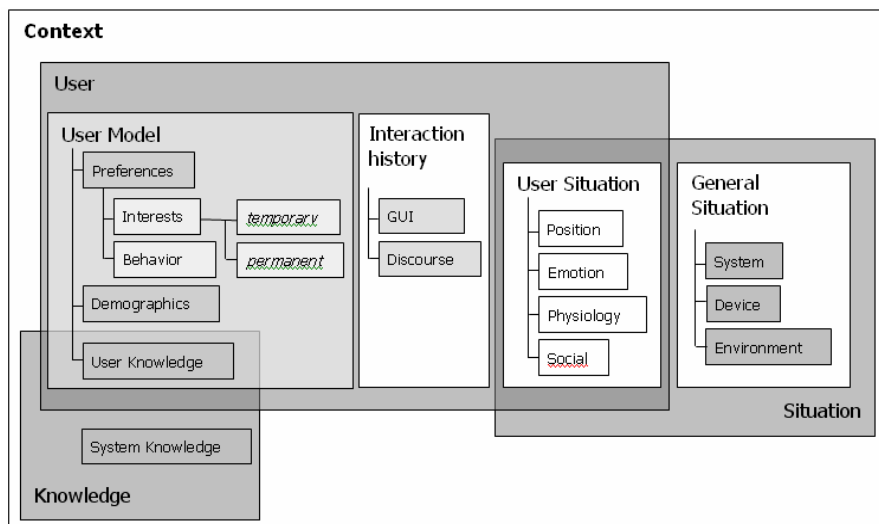 Context
User
User Model
Preferences
Interests
temporary
Behavior
permanent
Demographics
User Knowledge
System Knowledge
Knowledge
Interaction
history
GUI
Discourse
User Situation
Position
Emotion
Physiology
Social
General
Situation
System
Device
Environment
Situation